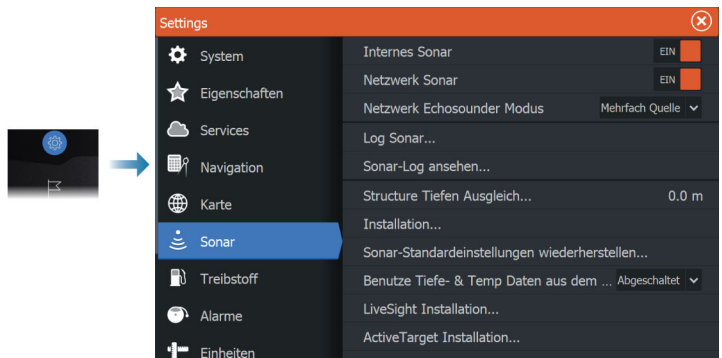 Settings
System
Eigenschaften
Services
Navigation
Karte
Sonar
Treibstoff
Alarme
Einheiten
Internes Sonar EIN
Netzwerk Sonar EIN
Netzwerk Echosounder Modus Mehrfach Quelle
Log Sonar...
Sonar-Log ansehen...
Structure Tiefen Ausgleich... 0.0 m
Installation...
Sonar-Standardeinstellungen wiederherstellen...
Benutze Tiefe- & Temp Daten aus dem ... Abgeschaltet
LiveSight Installation...
ActiveTarget Installation...